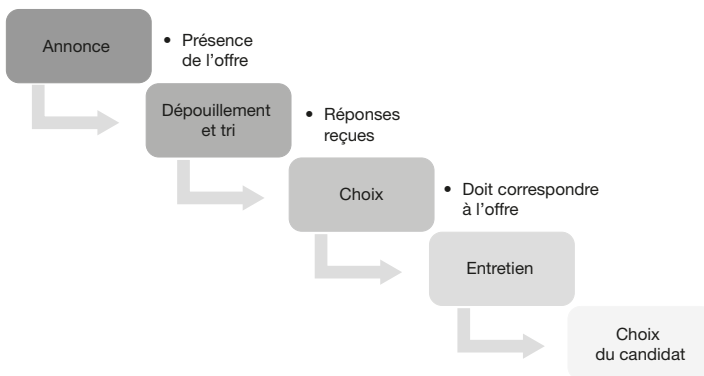 Annonce
• Présence
de l’offre
Dépouillement
et tri
• Réponses
reçues
Choix
• Doit correspondre
à l’offre
Entretien
Choix
du candidat